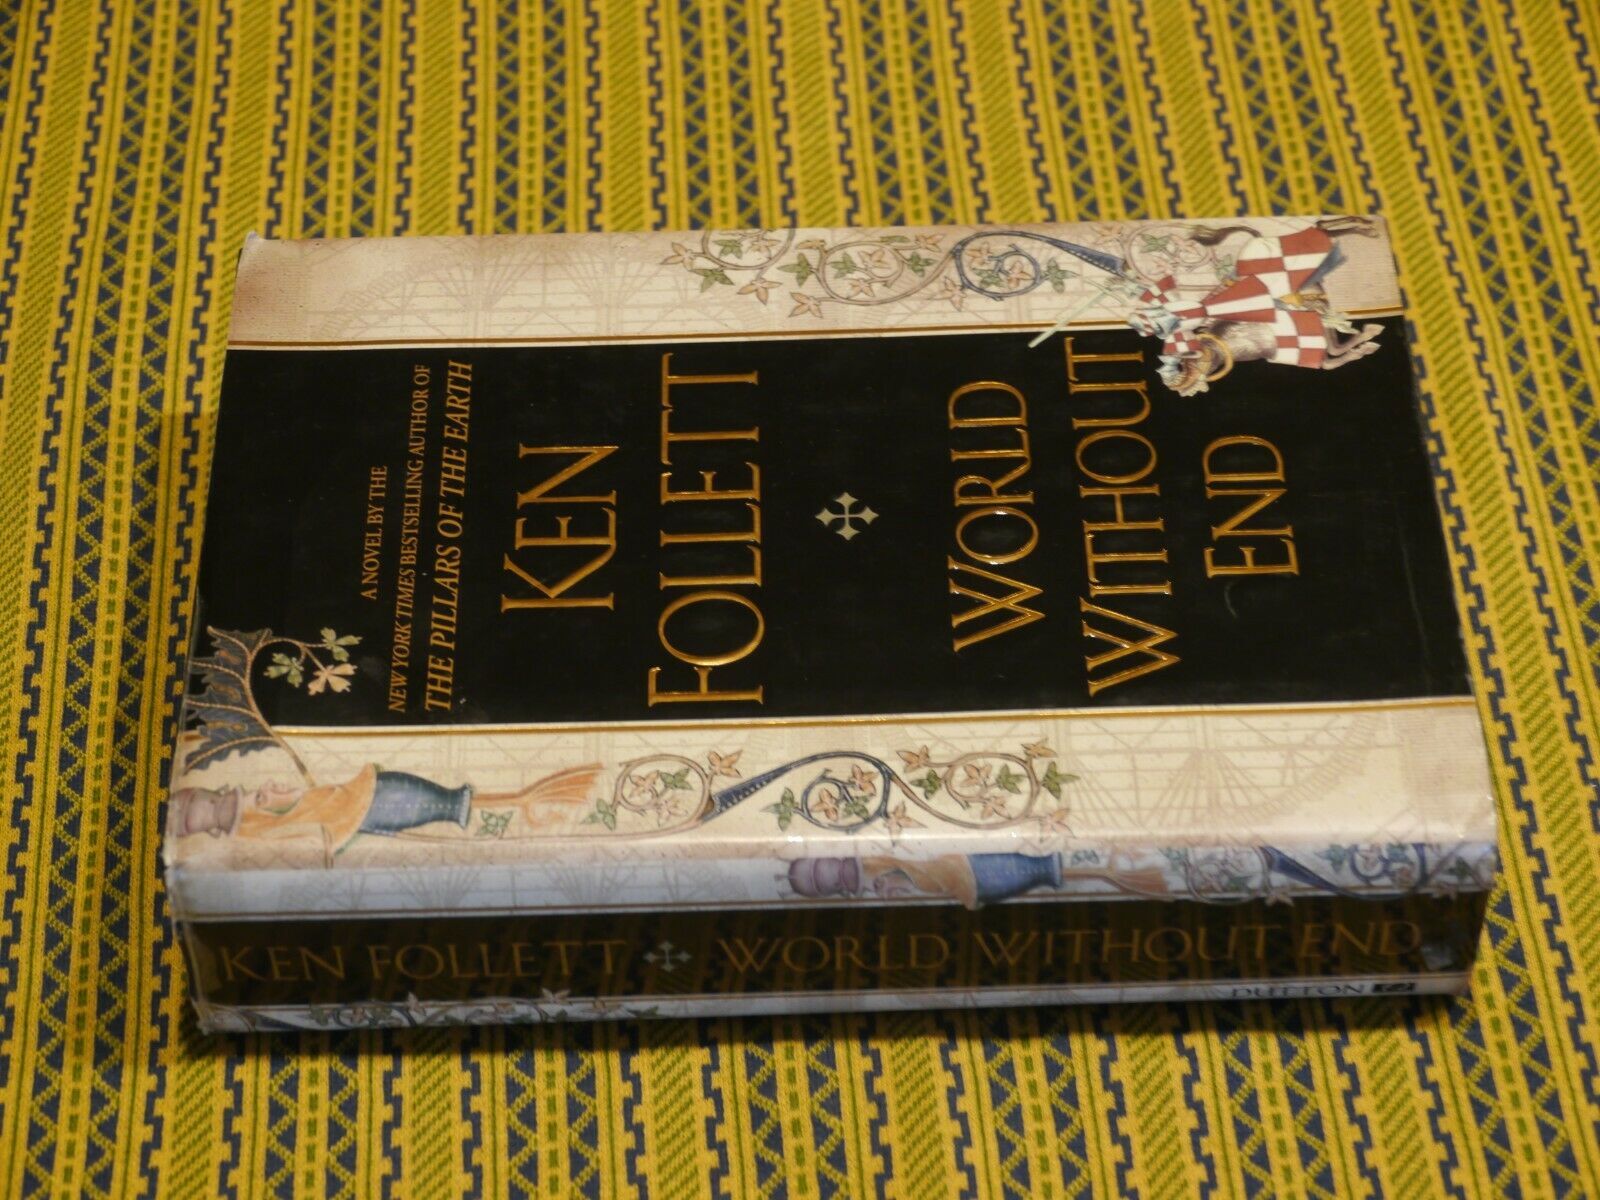 A NOVEL BY THE
NEW YORK TIMES BESTSELLING AUTHOR OF
THE PILLARS OF THE EARTH
KEN
FOLLETT
WORLD
WITHOUT
END
KEN FOLLETT WORLD WITHOUT END
DUTTON